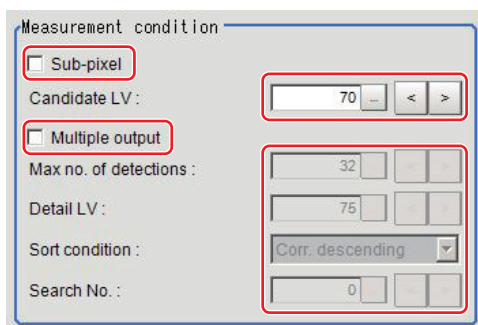 Measurement condition
Sub-pixel
Candidate LV : 70 ... < >
Multiple output
Max no. of detections : 32 ... < >
Detail LV : 75 ... < >
Sort condition : Corr. descending
Search No. : 0 ... < >